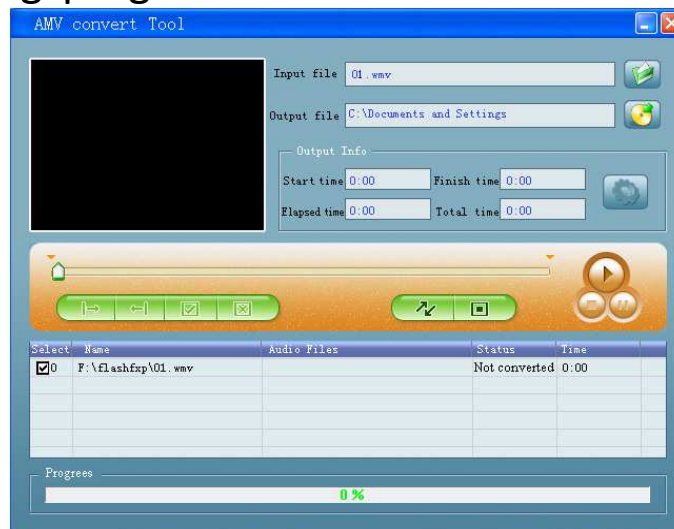 AMV convert Tool
Input file 01.wmv
Output file C:\Documents and Settings
Output Info
Start time 0:00 Finish time 0:00
Elapsed time 0:00 Total time 0:00
Select Name Audio Files Status Time
0 F:\flashfxp\01.wmv Not converted 0:00
Progrees
0 %